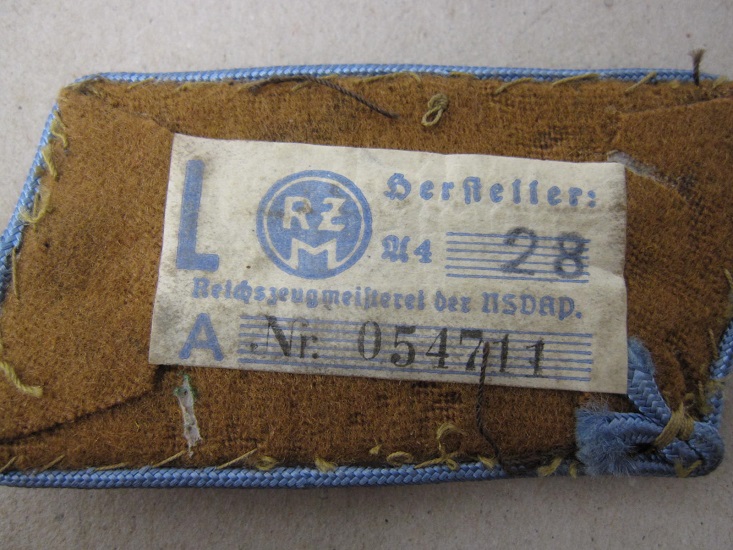 L
RZM
Hersteller:
A4 28
Reichszeugmeisterei der NSDAP.
A Nr. 054711